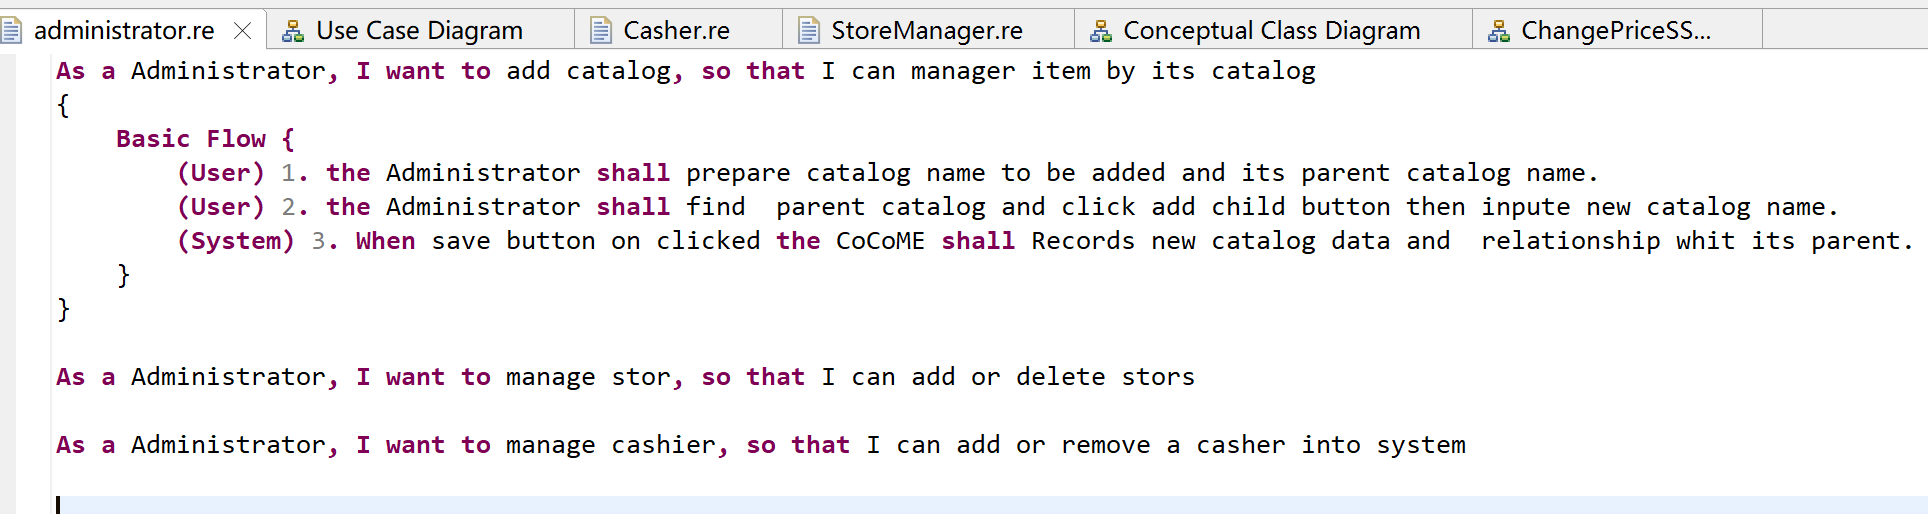 administrator.re Use Case Diagram Casher.re StoreManager.re Conceptual Class Diagram ChangePriceSS...
As a Administrator, I want to add catalog, so that I can manager item by its catalog
{
Basic Flow {
(User) 1. the Administrator shall prepare catalog name to be added and its parent catalog name.
(User) 2. the Administrator shall find  parent catalog and click add child button then inpute new catalog name.
(System) 3. When save button on clicked the CoCoME shall Records new catalog data and  relationship whit its parent.
}
}
As a Administrator, I want to manage stor, so that I can add or delete stors
As a Administrator, I want to manage cashier, so that I can add or remove a casher into system